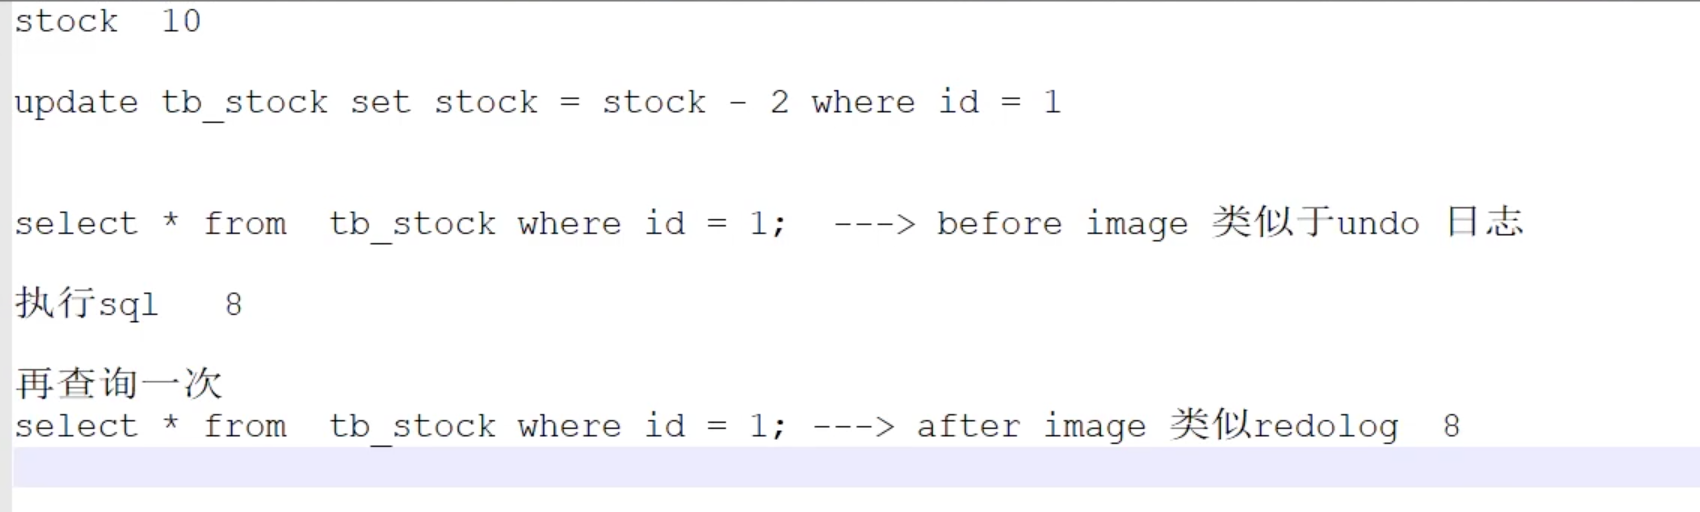 stock  10
update tb_stock set stock = stock - 2 where id = 1
select * from  tb_stock where id = 1;  ---> before image 类似于undo 日志
执行sql   8
再查询一次
select * from  tb_stock where id = 1; ---> after image 类似redolog  8